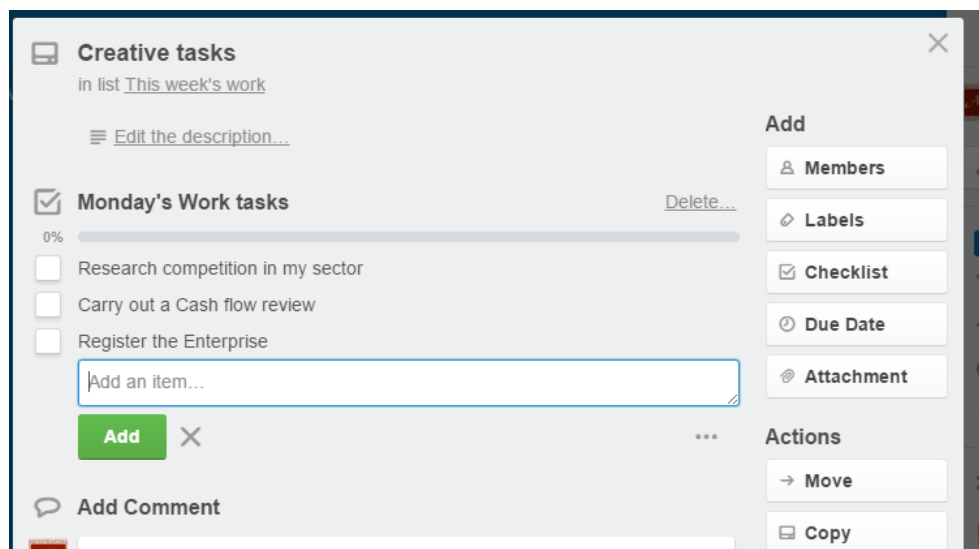 Creative tasks
in list This week's work
Edit the description...
Monday's Work tasks
Delete...
0%
Research competition in my sector
Carry out a Cash flow review
Register the Enterprise
Add an item...
Add
Add Comment
Add
Members
Labels
Checklist
Due Date
Attachment
Actions
Move
Copy